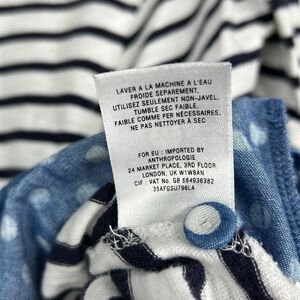 LAVER A LA MACHINE A L'EAU
FROIDE SEPAREMENT,
UTILISEZ SEULEMENT NON-JAVEL.
TUMBLE SEC FAIBLE.
FAIBLE COMME FER NÉCESSAIRES.
NE PAS NETTOYER À SEC
FOR EU : IMPORTED BY
ANTHROPOLOGIE
24 MARKET PLACE, 3RD FLOOR
LONDON, UK W1W8AN
CIF : VAT No. GB 684936382
35AFGSU796LA